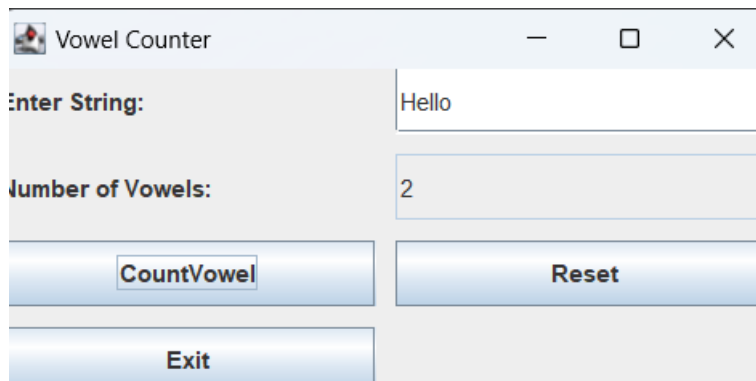 Vowel Counter
Enter String: Hello
Number of Vowels: 2
CountVowel Reset
Exit